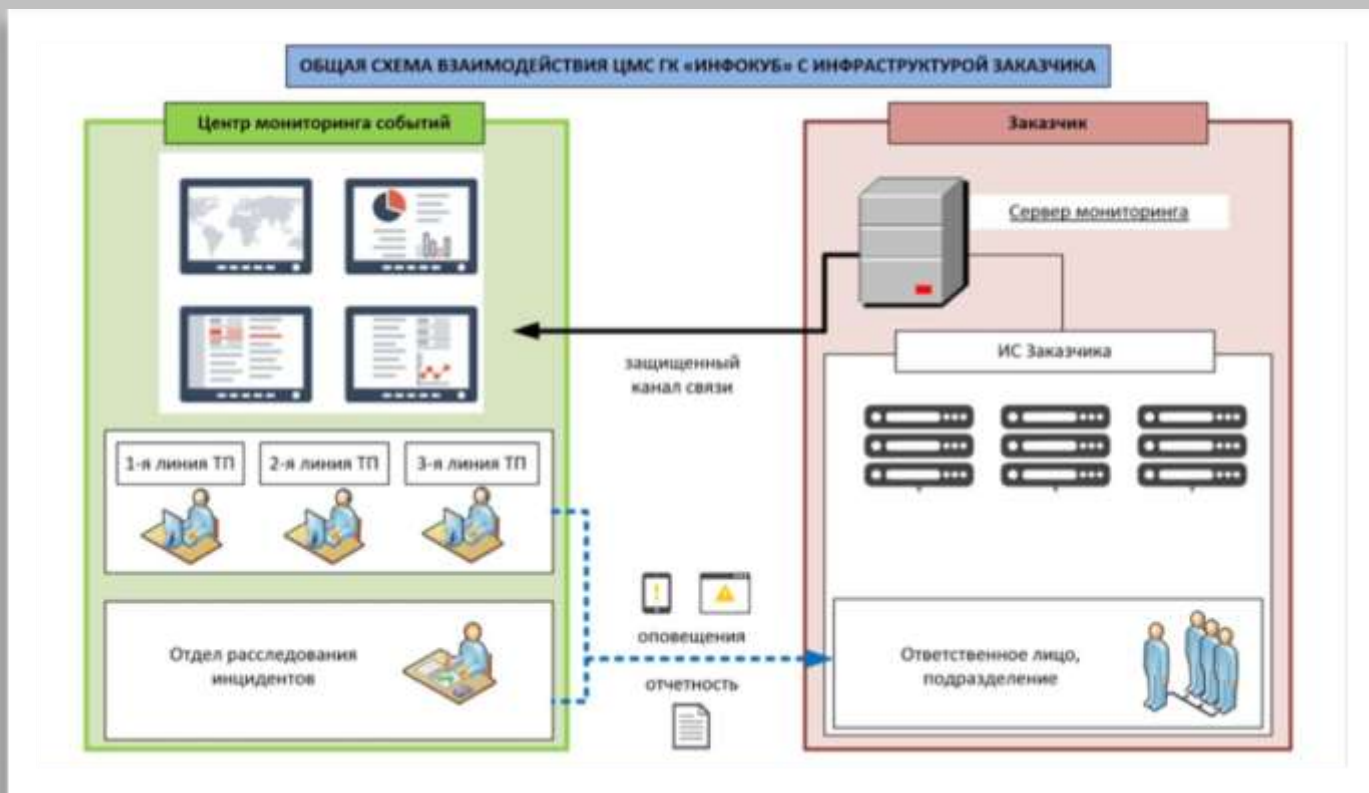 ОБЩАЯ СХЕМА ВЗАИМОДЕЙСТВИЯ ЦМС ГК «ИНФОКУБ» С ИНФРАСТРУКТУРОЙ ЗАКАЗЧИКА
Центр мониторинга событий
Заказчик
Сервер мониторинга
защищенный
канал связи
ИС Заказчика
1-я линия ТП
2-я линия ТП
3-я линия ТП
Отдел расследования
инцидентов
оповещения
отчетность
Ответственное лицо,
подразделение